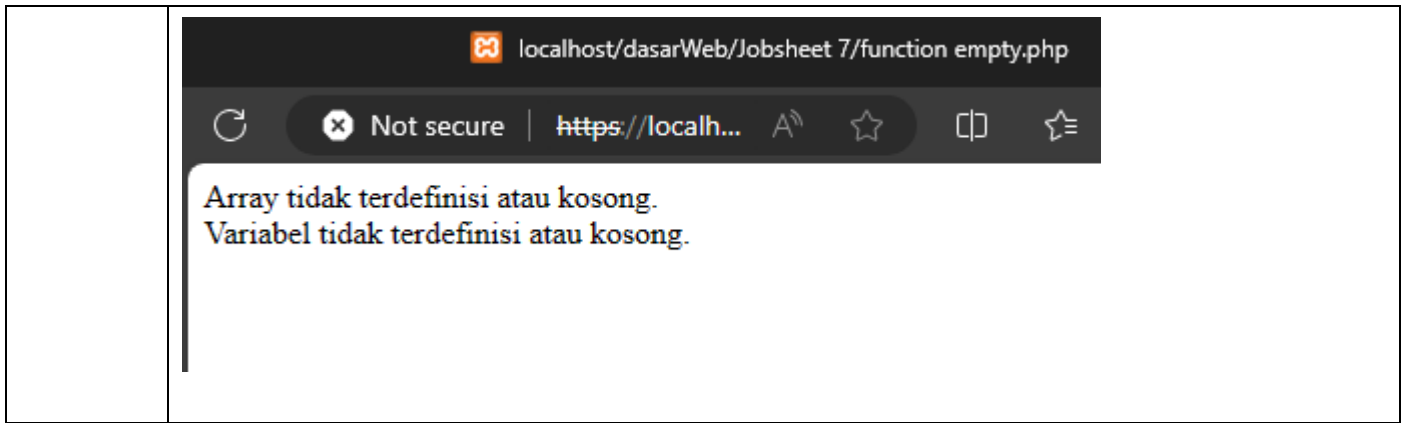 localhost/dasarWeb/Jobsheet 7/function empty.php
Not secure | https://localh...
Array tidak terdefinisi atau kosong.
Variabel tidak terdefinisi atau kosong.